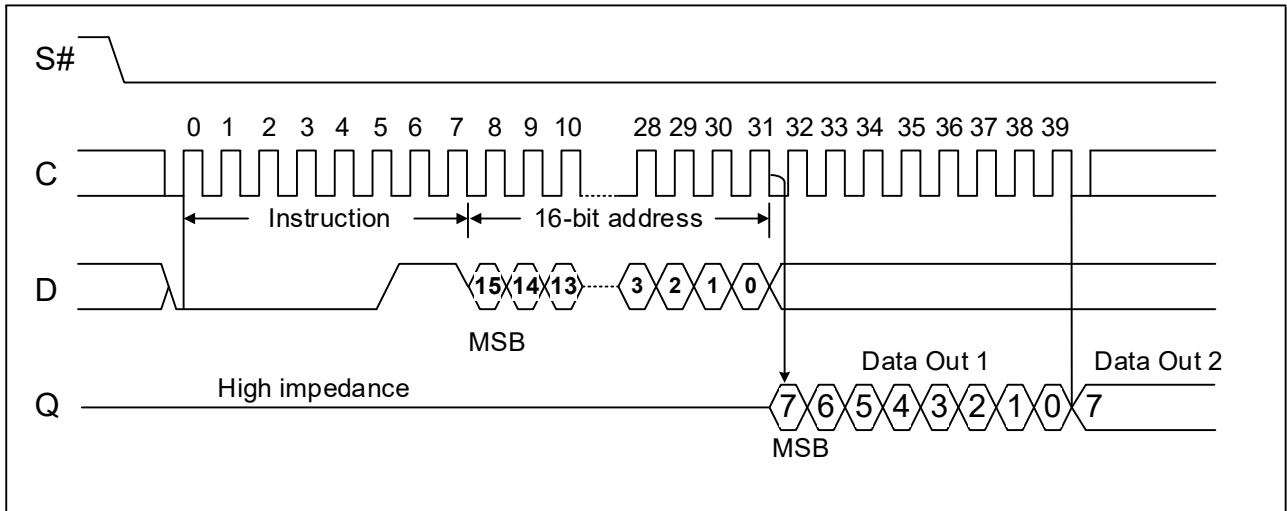 S#
0 1 2 3 4 5 6 7 8 9 10 28 29 30 31 32 33 34 35 36 37 38 39
C
Instruction 16-bit address
D 15 14 13 3 2 1 0
MSB
Data Out 1 Data Out 2
High impedance
Q 7 6 5 4 3 2 1 0 7
MSB